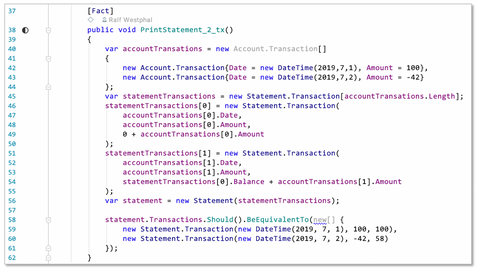 37 [Fact]
Ralf Westphal
38 public void PrintStatement_2_tx()
39 {
40 var accountTransations = new Account.Transaction[]
41 {
42 new Account.Transaction{Date = new DateTime(2019,7,1), Amount = 100},
43 new Account.Transaction{Date = new DateTime(2019,7,2), Amount = -42}
44 };
45 var statementTransactions = new Statement.Transaction[accountTransations.Length];
46 statementTransactions[0] = new Statement.Transaction(
47 accountTransations[0].Date,
48 accountTransations[0].Amount,
49 0 + accountTransations[0].Amount
50 );
51 statementTransactions[1] = new Statement.Transaction(
52 accountTransations[1].Date,
53 accountTransations[1].Amount,
54 statementTransactions[0].Balance + accountTransations[1].Amount
55 );
56 var statement = new Statement(statementTransactions);
57
58 statement.Transactions.Should().BeEquivalentTo(new[] {
59 new Statement.Transaction(new DateTime(2019, 7, 1), 100, 100),
60 new Statement.Transaction(new DateTime(2019, 7, 2), -42, 58)
61 });
62 }